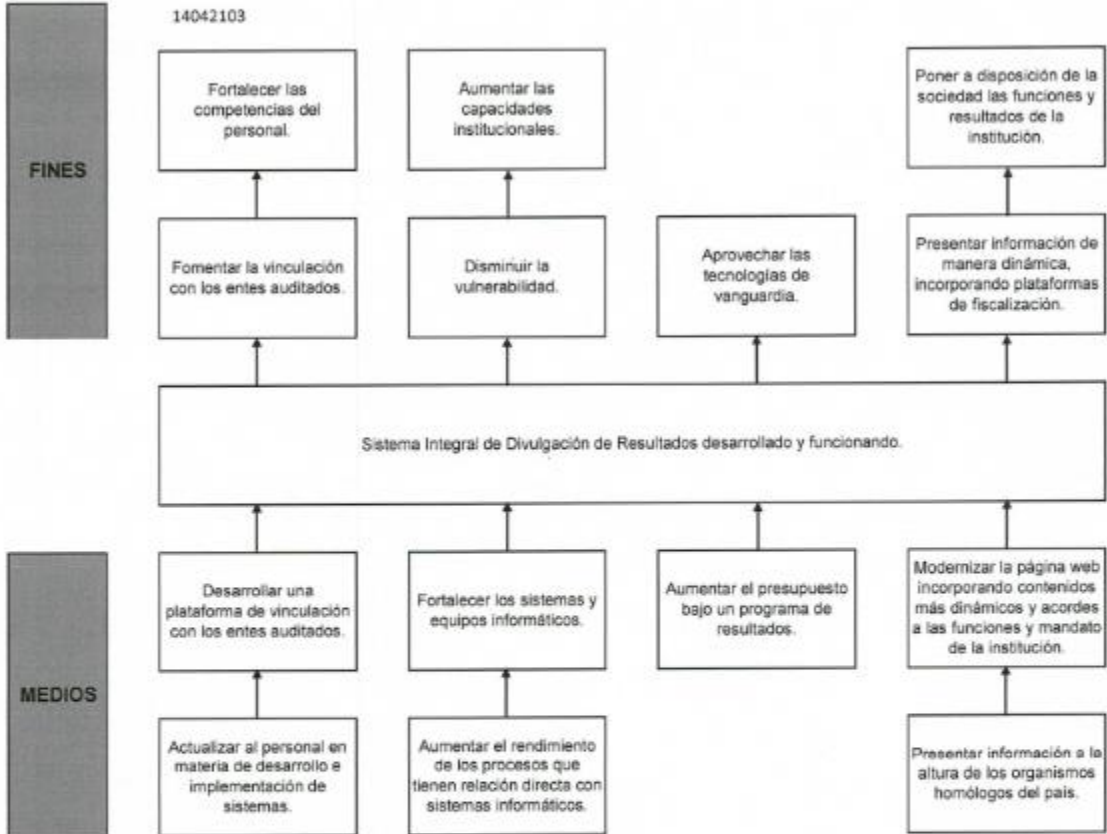 14042103
FINES
Fortalecer las
competencias del
personal.
Aumentar las
capacidades
institucionales.
Poner a disposición de la
sociedad las funciones y
resultados de la
institución.
Fomentar la vinculación
con los entes auditados.
Disminuir la
vulnerabilidad.
Aprovechar las
tecnologías de
vanguardia.
Presentar información de
manera dinámica,
incorporando plataformas
de fiscalización.
Sistema Integral de Divulgación de Resultados desarrollado y funcionando.
MEDIOS
Desarrollar una
plataforma de vinculación
con los entes auditados.
Fortalecer los sistemas y
equipos informáticos.
Aumentar el presupuesto
bajo un programa de
resultados.
Modernizar la página web
incorporando contenidos
más dinámicos y acordes
a las funciones y mandato
de la institución.
Actualizar al personal en
materia de desarrollo e
implementación de
sistemas.
Aumentar el rendimiento
de los procesos que
tienen relación directa con
sistemas informáticos.
Presentar información a la
altura de los organismos
homólogos del país.